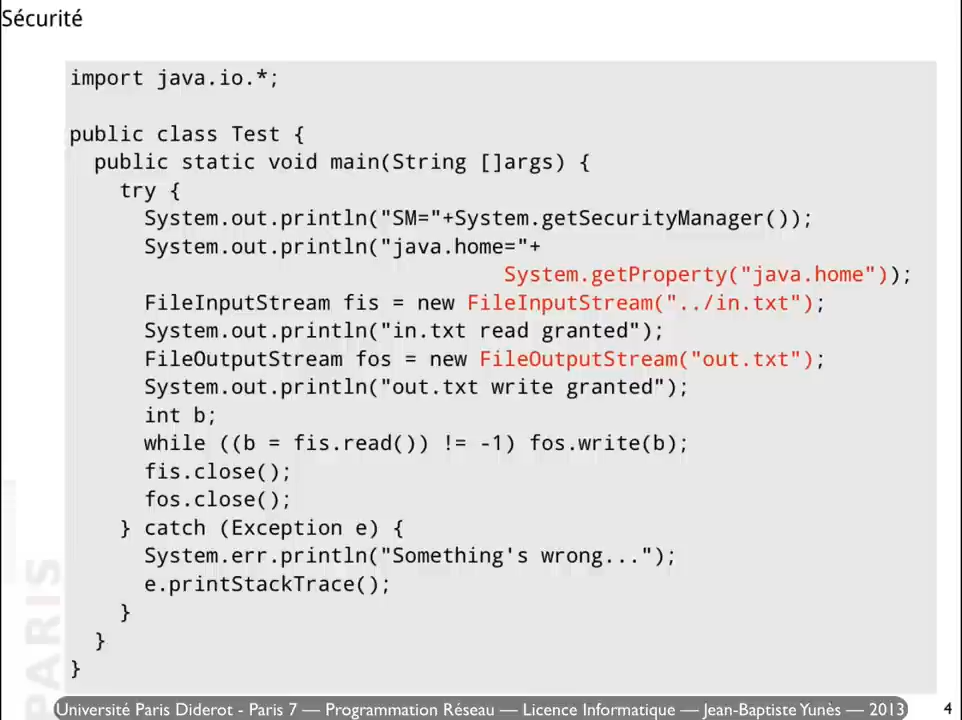 Sécurité
import java.io.*;
public class Test {
public static void main(String []args) {
try {
System.out.println("SM="+System.getSecurityManager());
System.out.println("java.home="+
System.getProperty("java.home"));
FileInputStream fis = new FileInputStream("../in.txt");
System.out.println("in.txt read granted");
FileOutputStream fos = new FileOutputStream("out.txt");
System.out.println("out.txt write granted");
int b;
while ((b = fis.read()) != -1) fos.write(b);
fis.close();
fos.close();
} catch (Exception e) {
System.err.println("Something's wrong...");
e.printStackTrace();
}
}
}
PARIS
Université Paris Diderot - Paris 7 — Programmation Réseau — Licence Informatique — Jean-Baptiste Yunès — 2013
4